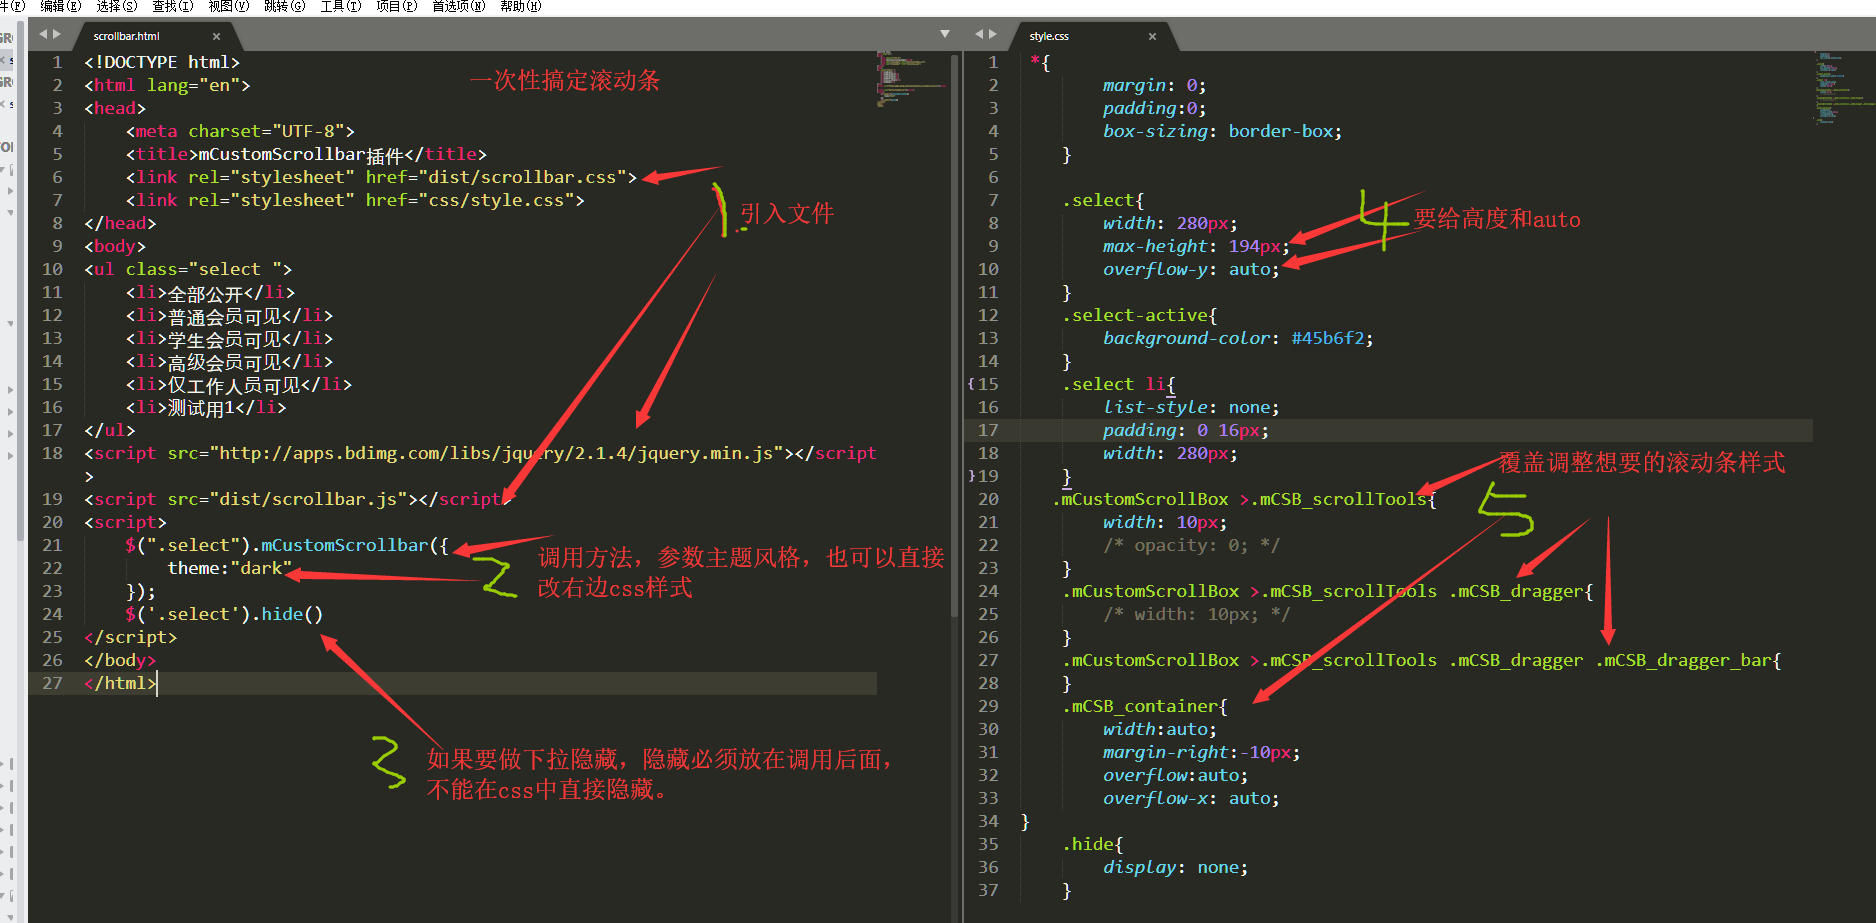 件(F) 编辑(E) 选择(S) 查找(I) 视图(V) 跳转(G) 工具(T) 项目(P) 首选项(N) 帮助(H)
scrollbar.html ×
1 <!DOCTYPE html>
2 <html lang="en">
3 <head>
4 <meta charset="UTF-8">
5 <title>mCustomScrollbar插件</title>
6 <link rel="stylesheet" href="dist/scrollbar.css">
7 <link rel="stylesheet" href="css/style.css">
8 </head>
9 <body>
10 <ul class="select ">
11 <li>全部公开</li>
12 <li>普通会员可见</li>
13 <li>学生会员可见</li>
14 <li>高级会员可见</li>
15 <li>仅工作人员可见</li>
16 <li>测试用1</li>
17 </ul>
18 <script src="http://apps.bdimg.com/libs/jquery/2.1.4/jquery.min.js"></script
>
19 <script src="dist/scrollbar.js"></script>
20 <script>
21 $(".select").mCustomScrollbar({
22 theme:"dark"
23 });
24 $('.select').hide()
25 </script>
26 </body>
27 </html>
一次性搞定滚动条
1. 引入文件
2 调用方法，参数主题风格，也可以直接
改右边css样式
3 如果要做下拉隐藏，隐藏必须放在调用后面，
不能在css中直接隐藏。
style.css ×
1 *{
2 margin: 0;
3 padding:0;
4 box-sizing: border-box;
5 }
6
7 .select{
8 width: 280px;
9 max-height: 194px;
10 overflow-y: auto;
11 }
12 .select-active{
13 background-color: #45b6f2;
14 }
15 .select li{
16 list-style: none;
17 padding: 0 16px;
18 width: 280px;
19 }
20 .mCustomScrollBox >.mCSB_scrollTools{
21 width: 10px;
22 /* opacity: 0; */
23 }
24 .mCustomScrollBox >.mCSB_scrollTools .mCSB_dragger{
25 /* width: 10px; */
26 }
27 .mCustomScrollBox >.mCSB_scrollTools .mCSB_dragger .mCSB_dragger_bar{
28 }
29 .mCSB_container{
30 width:auto;
31 margin-right:-10px;
32 overflow:auto;
33 overflow-x: auto;
34 }
35 .hide{
36 display: none;
37 }
4 要给高度和auto
5 覆盖调整想要的滚动条样式